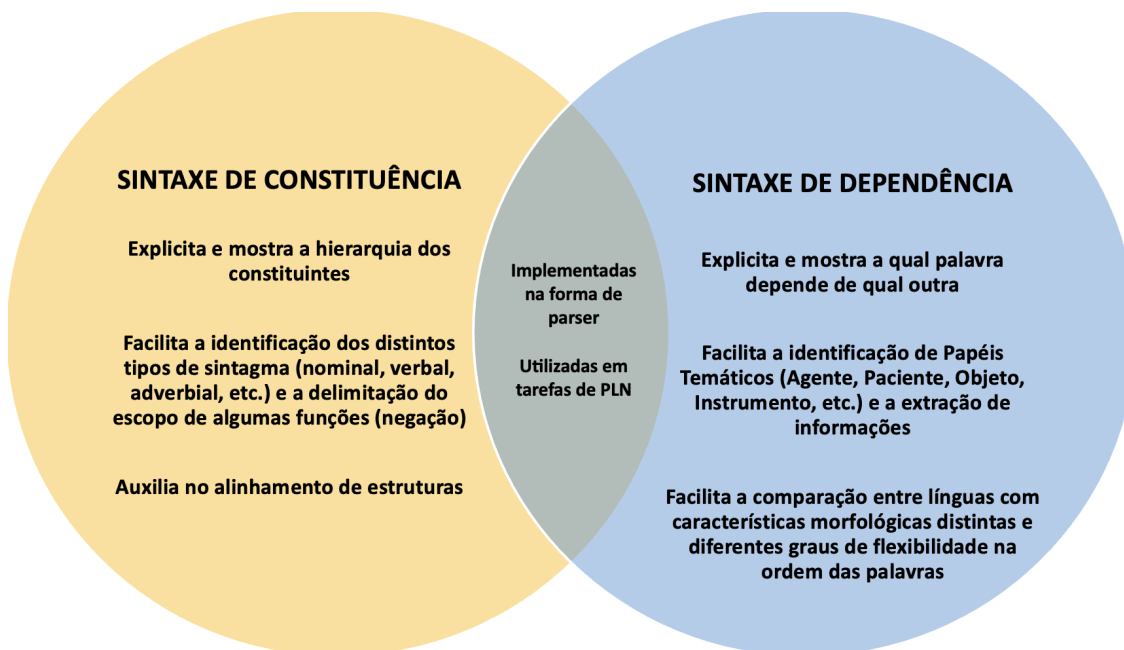 SINTAXE DE CONSTITUÊNCIA
Explicita e mostra a hierarquia dos
constituintes
Facilita a identificação dos distintos
tipos de sintagma (nominal, verbal,
adverbial, etc.) e a delimitação do
escopo de algumas funções (negação)
Auxilia no alinhamento de estruturas
Implementadas
na forma de
parser
Utilizadas em
tarefas de PLN
SINTAXE DE DEPENDÊNCIA
Explicita e mostra a qual palavra
depende de qual outra
Facilita a identificação de Papéis
Temáticos (Agente, Paciente, Objeto,
Instrumento, etc.) e a extração de
informações
Facilita a comparação entre línguas com
características morfológicas distintas e
diferentes graus de flexibilidade na
ordem das palavras